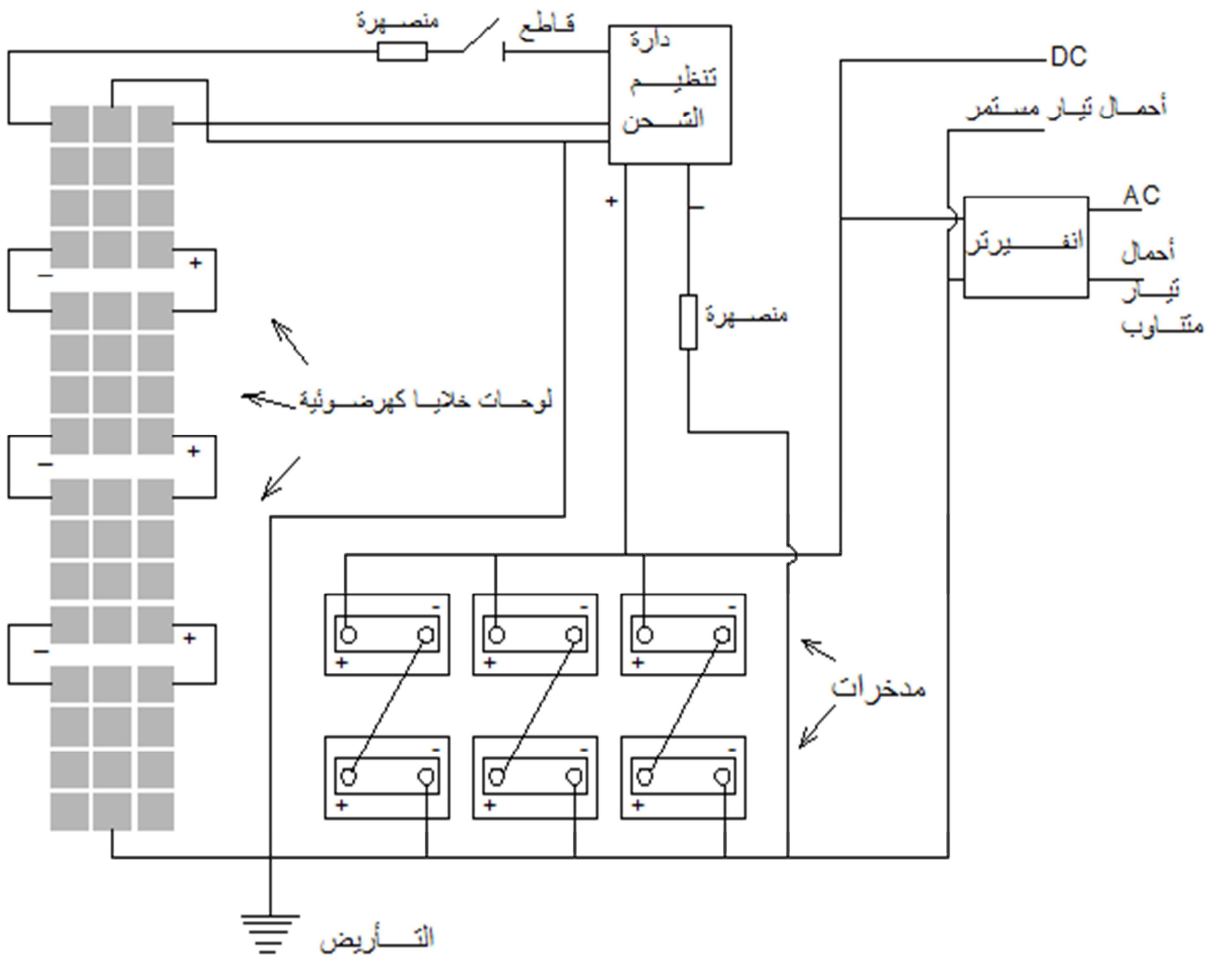 منصهرة
قاطع
دارة
تنظيم
الشحن
DC
أحمال تيار مستمر
AC
انفيرتر
أحمال
تيار
متناوب
+
–
– +
منصهرة
لوحات خلايا كهرضوئية
– +
– +
- - -
+ + +
مدخرات
- - -
+ + +
التأريض